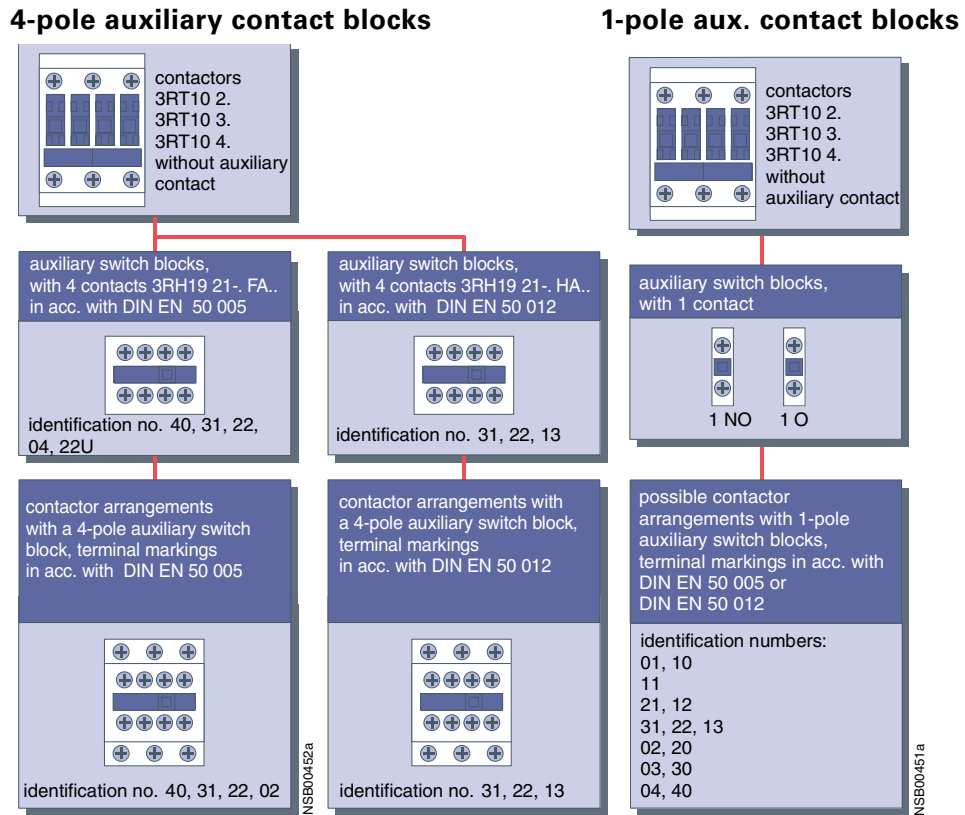 4-pole auxiliary contact blocks
contactors
3RT10 2.
3RT10 3.
3RT10 4.
without auxiliary
contact
auxiliary switch blocks,
with 4 contacts 3RH19 21-. FA..
in acc. with DIN EN 50 005
identification no. 40, 31, 22,
04, 22U
contactor arrangements
with a 4-pole auxiliary switch
block, terminal markings
in acc. with DIN EN 50 005
identification no. 40, 31, 22, 02
NSB00452a
auxiliary switch blocks,
with 4 contacts 3RH19 21-. HA..
in acc. with DIN EN 50 012
identification no. 31, 22, 13
contactor arrangements with
a 4-pole auxiliary switch block,
terminal markings
in acc. with DIN EN 50 012
identification no. 31, 22, 13
1-pole aux. contact blocks
contactors
3RT10 2.
3RT10 3.
3RT10 4.
without
auxiliary contact
auxiliary switch blocks,
with 1 contact
1 NO 1 O
possible contactor
arrangements with 1-pole
auxiliary switch blocks,
terminal markings in acc. with
DIN EN 50 005 or
DIN EN 50 012
identification numbers:
01, 10
11
21, 12
31, 22, 13
02, 20
03, 30
04, 40
NSB00451a